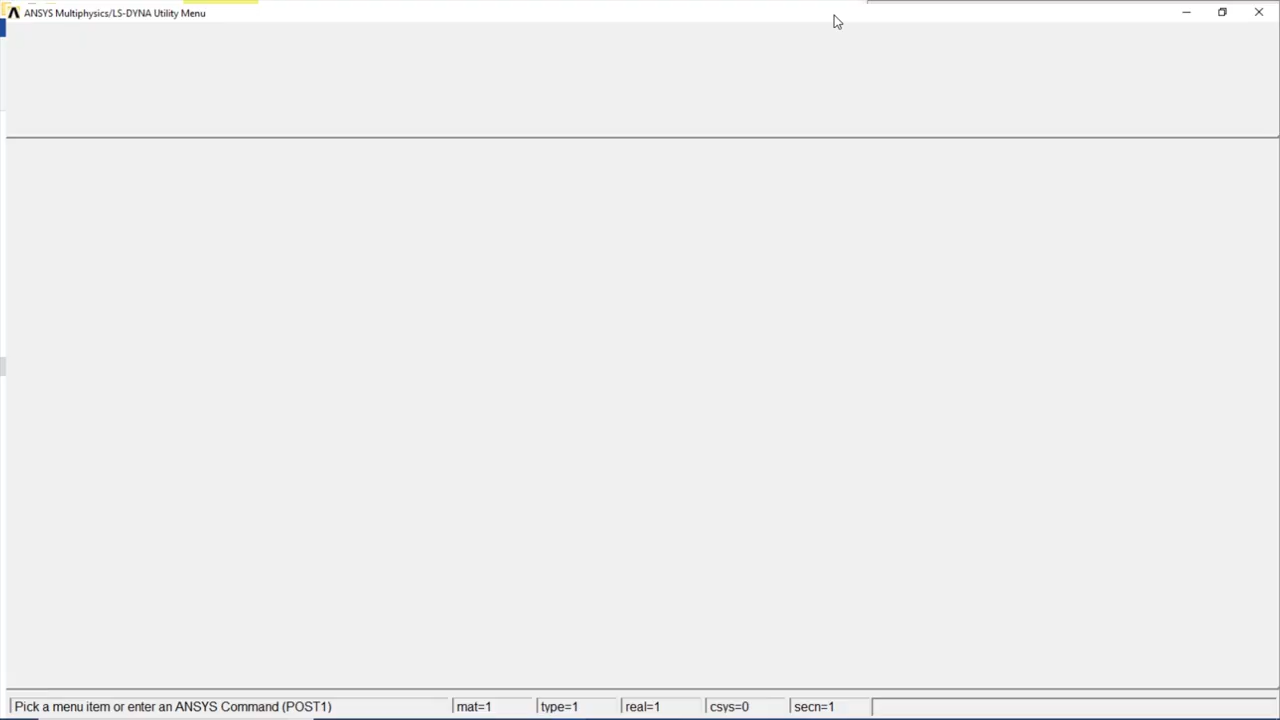 ANSYS Multiphysics/LS-DYNA Utility Menu
Pick a menu item or enter an ANSYS Command (POST1)
mat=1
type=1
real=1
csys=0
secn=1